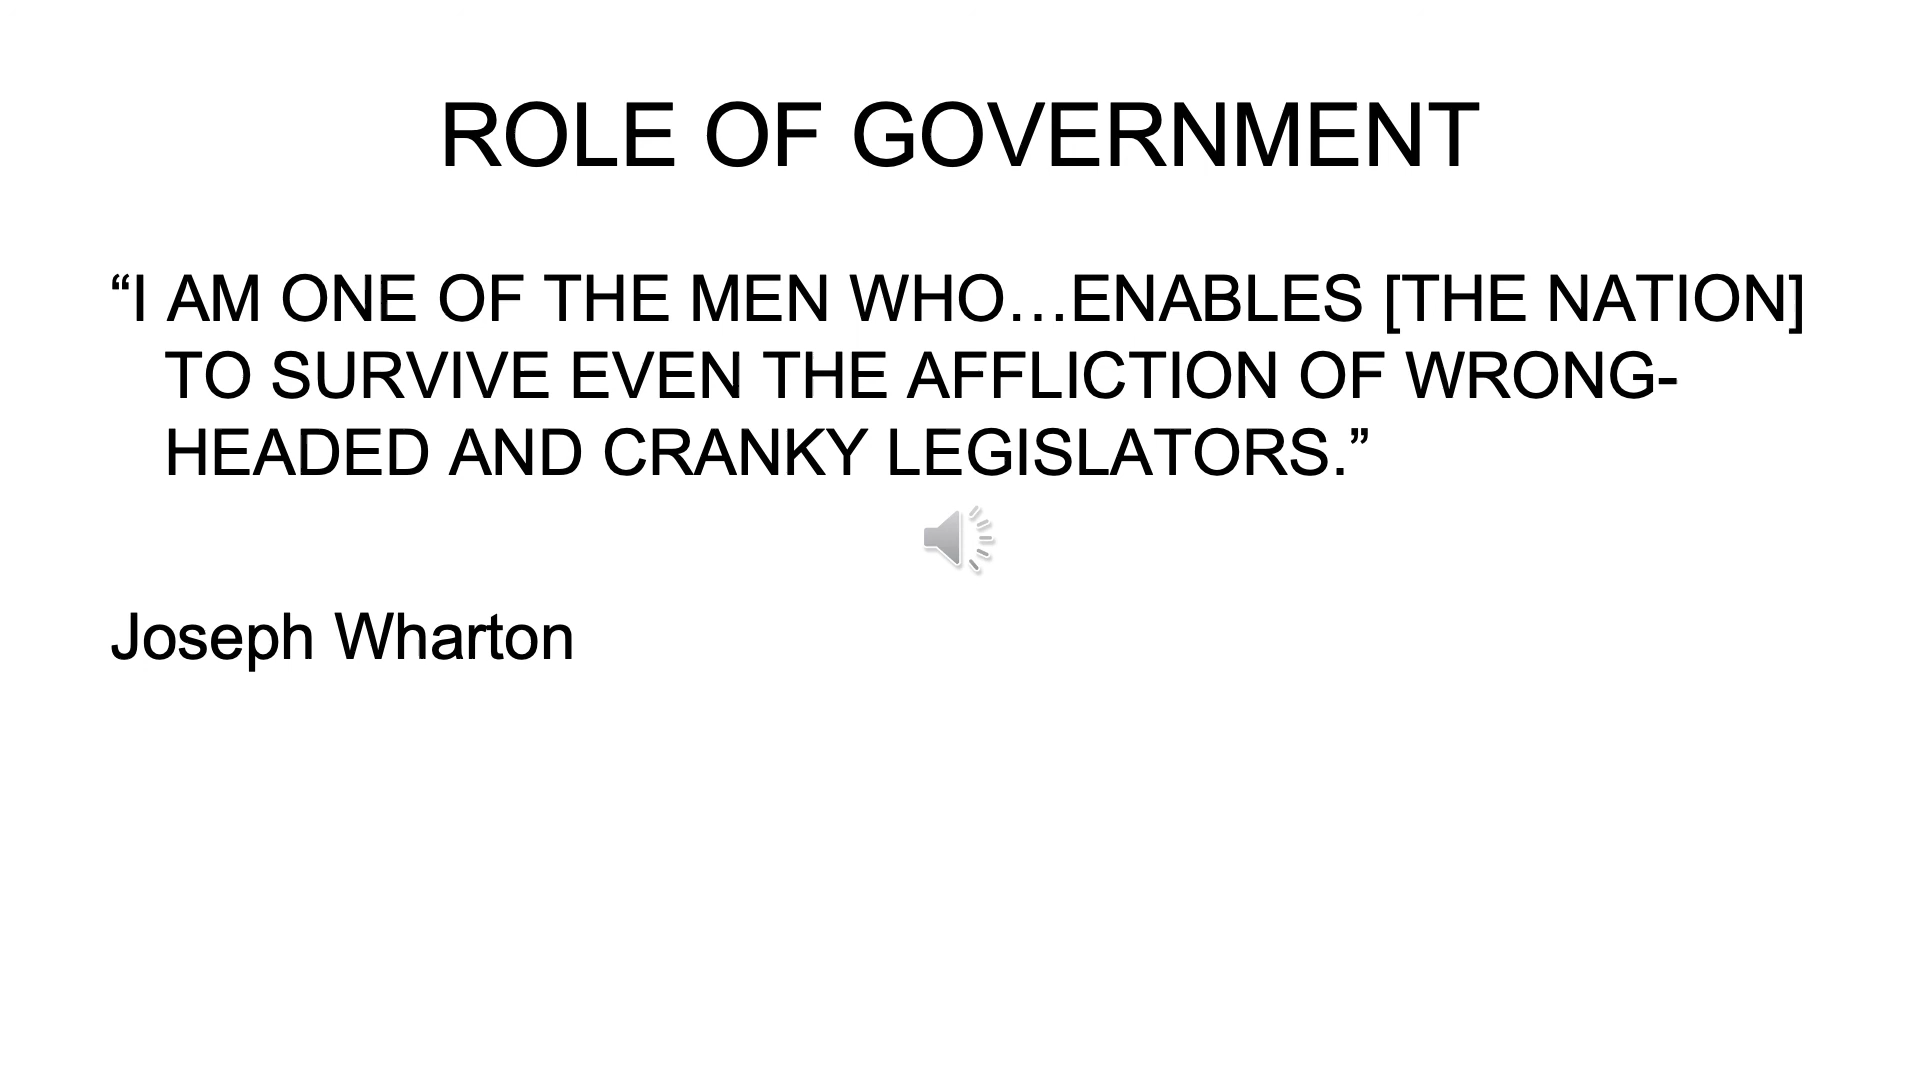 ROLE OF GOVERNMENT
“I AM ONE OF THE MEN WHO…ENABLES [THE NATION]
TO SURVIVE EVEN THE AFFLICTION OF WRONG-
HEADED AND CRANKY LEGISLATORS.”
Joseph Wharton